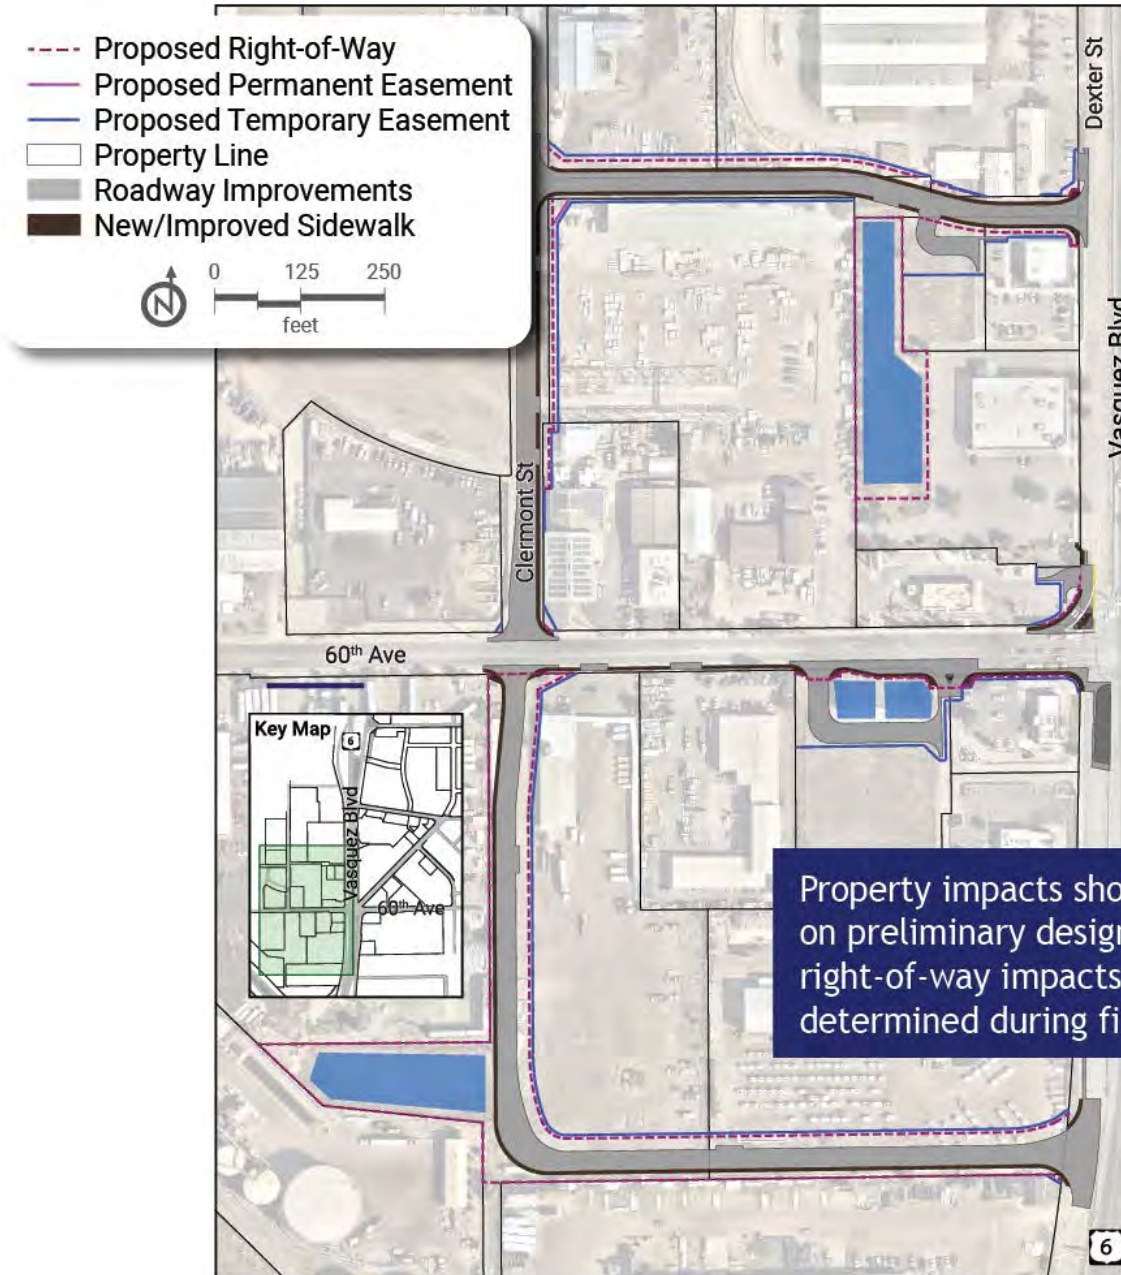 Proposed Right-of-Way
Proposed Permanent Easement
Proposed Temporary Easement
Property Line
Roadway Improvements
New/Improved Sidewalk
N
0 125 250
feet
Dexter St
Vasquez Blvd
Clermont St
60th Ave
Key Map
6
Vasquez Blvd
60th Ave
Property impacts sho
on preliminary design
right-of-way impacts
determined during fi
6